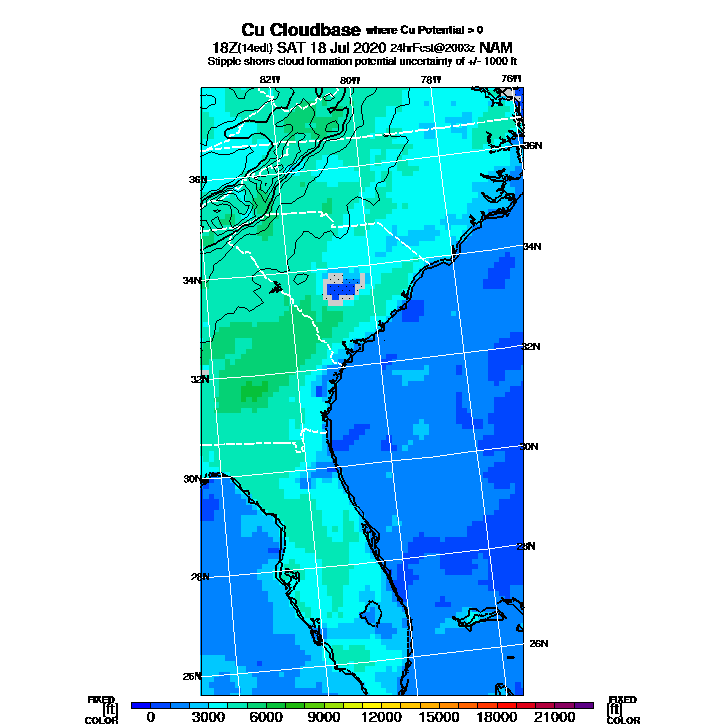 Cu Cloudbase where Cu Potential > 0
18Z(14edt) SAT 18 Jul 2020 24hrFcst@2003z NAM
Stipple shows cloud formation potential uncertainty of +/- 1000 ft
82W 80W 78W 76W
36N
36N
34N
34N
32N
32N
30N
30N
28N
28N
26N
26N
FIXED FIXED
[ft] [ft]
COLOR COLOR
0 3000 6000 9000 12000 15000 18000 21000